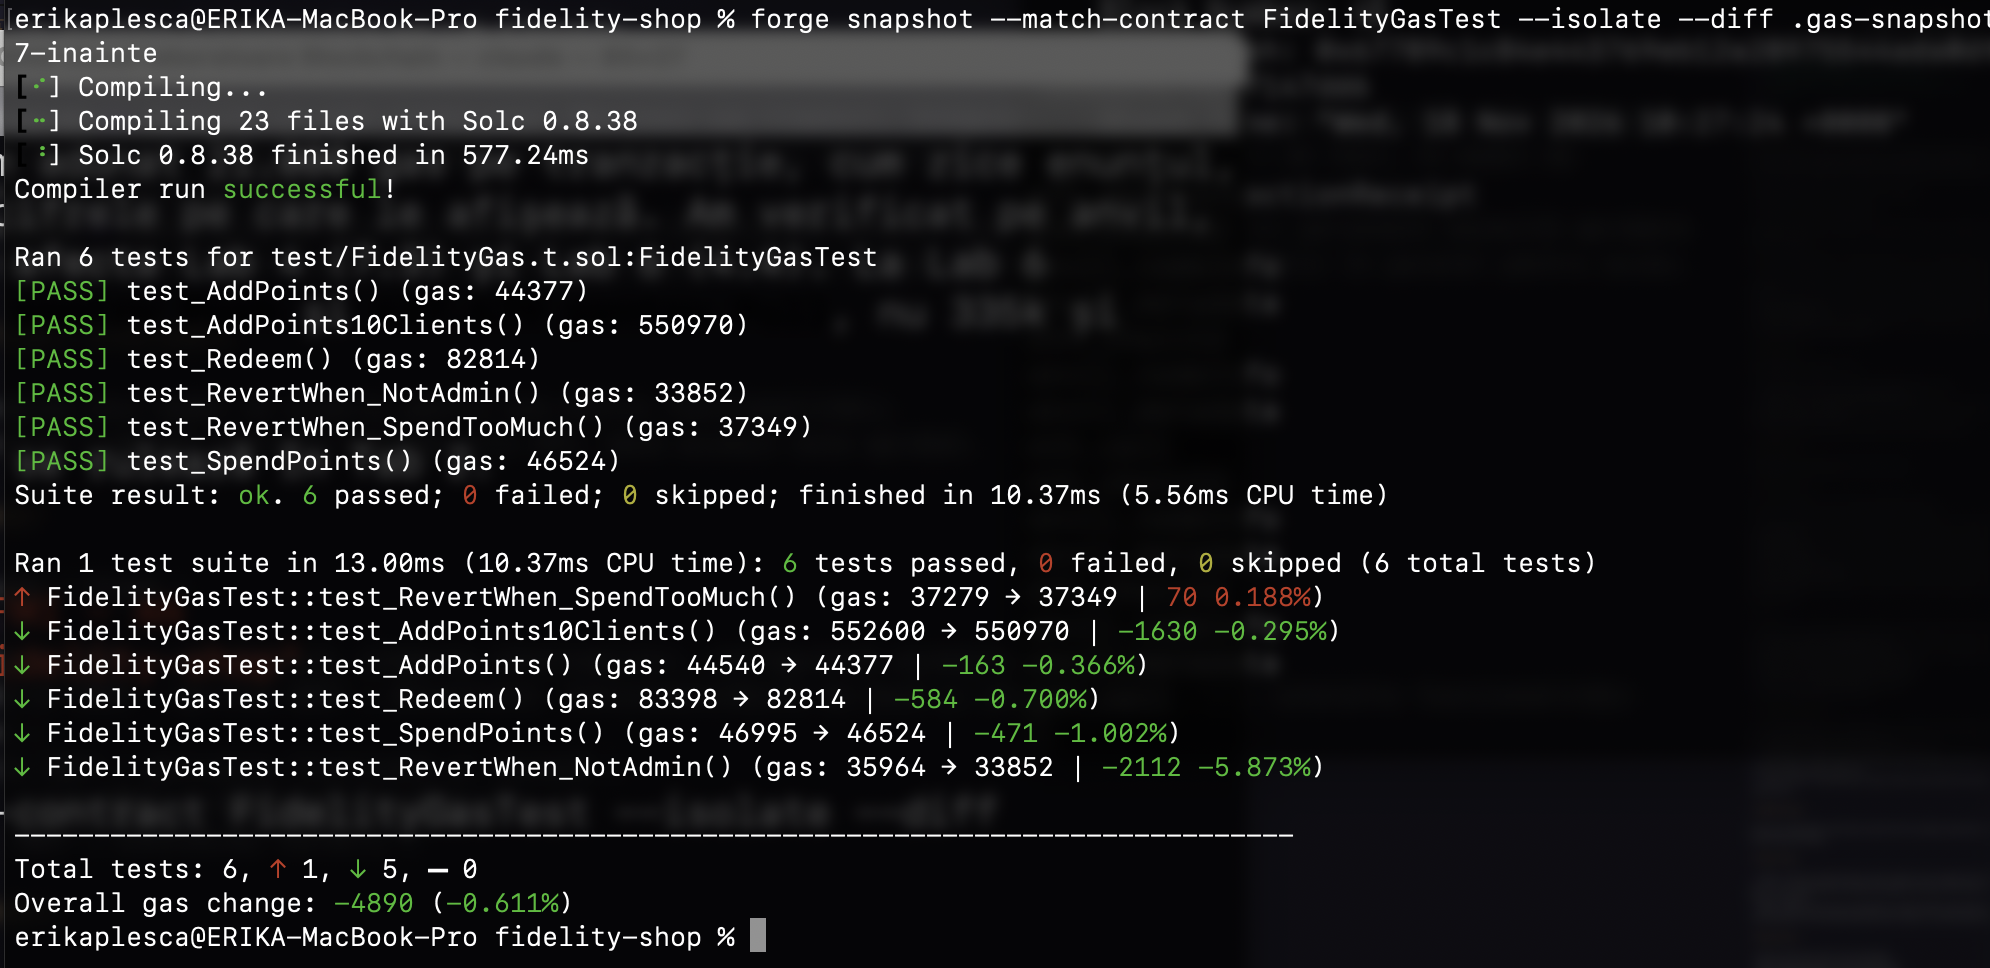 erikaplesca@ERIKA-MacBook-Pro fidelity-shop % forge snapshot --match-contract FidelityGasTest --isolate --diff .gas-snapshot
7-inainte
[⠊] Compiling...
[⠒] Compiling 23 files with Solc 0.8.38
[⠘] Solc 0.8.38 finished in 577.24ms
Compiler run successful!
Ran 6 tests for test/FidelityGas.t.sol:FidelityGasTest
[PASS] test_AddPoints() (gas: 44377)
[PASS] test_AddPoints10Clients() (gas: 550970)
[PASS] test_Redeem() (gas: 82814)
[PASS] test_RevertWhen_NotAdmin() (gas: 33852)
[PASS] test_RevertWhen_SpendTooMuch() (gas: 37349)
[PASS] test_SpendPoints() (gas: 46524)
Suite result: ok. 6 passed; 0 failed; 0 skipped; finished in 10.37ms (5.56ms CPU time)
Ran 1 test suite in 13.00ms (10.37ms CPU time): 6 tests passed, 0 failed, 0 skipped (6 total tests)
↑ FidelityGasTest::test_RevertWhen_SpendTooMuch() (gas: 37279 → 37349 | 70 0.188%)
↓ FidelityGasTest::test_AddPoints10Clients() (gas: 552600 → 550970 | -1630 -0.295%)
↓ FidelityGasTest::test_AddPoints() (gas: 44540 → 44377 | -163 -0.366%)
↓ FidelityGasTest::test_Redeem() (gas: 83398 → 82814 | -584 -0.700%)
↓ FidelityGasTest::test_SpendPoints() (gas: 46995 → 46524 | -471 -1.002%)
↓ FidelityGasTest::test_RevertWhen_NotAdmin() (gas: 35964 → 33852 | -2112 -5.873%)
--------------------------------------------------------------------------------
Total tests: 6, ↑ 1, ↓ 5, ━ 0
Overall gas change: -4890 (-0.611%)
erikaplesca@ERIKA-MacBook-Pro fidelity-shop %